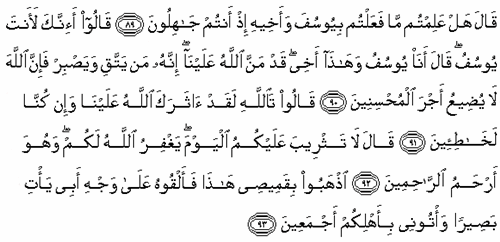 قَالَ هَلْ عَلِمْتُم مَّا فَعَلْتُم بِيُوسُفَ وَأَخِيهِ إِذْ أَنتُمْ جَـٰهِلُونَ ﴿٨٩﴾ قَالُوٓا۟ أَءِنَّكَ لَأَنتَ
يُوسُفُ ۖ قَالَ أَنَا۠ يُوسُفُ وَهَـٰذَآ أَخِى ۖ قَدْ مَنَّ ٱللَّهُ عَلَيْنَآ ۖ إِنَّهُۥ مَن يَتَّقِ وَيَصْبِرْ فَإِنَّ ٱللَّهَ
لَا يُضِيعُ أَجْرَ ٱلْمُحْسِنِينَ ﴿٩٠﴾ قَالُوا۟ تَٱللَّهِ لَقَدْ ءَاثَرَكَ ٱللَّهُ عَلَيْنَا وَإِن كُنَّا
لَخَـٰطِـِٔينَ ﴿٩١﴾ قَالَ لَا تَثْرِيبَ عَلَيْكُمُ ٱلْيَوْمَ ۖ يَغْفِرُ ٱللَّهُ لَكُمْ ۖ وَهُوَ
أَرْحَمُ ٱلرَّٰحِمِينَ ﴿٩٢﴾ ٱذْهَبُوا۟ بِقَمِيصِى هَـٰذَا فَأَلْقُوهُ عَلَىٰ وَجْهِ أَبِى يَأْتِ
بَصِيرًا وَأْتُونِى بِأَهْلِكُمْ أَجْمَعِينَ ﴿٩٣﴾